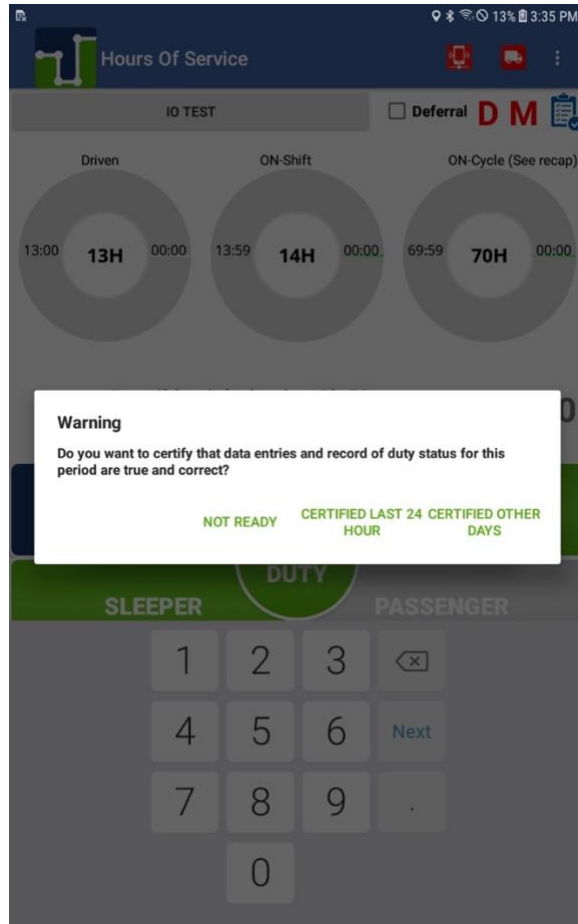 13% 3:35 PM
Hours Of Service
IO TEST
Deferral D M
Driven
ON-Shift
ON-Cycle (See recap)
13:00 13H 00:00
13:59 14H 00:00
69:59 70H 00:00
0
Warning
Do you want to certify that data entries and record of duty status for this
period are true and correct?
NOT READY
CERTIFIED LAST 24
HOUR
CERTIFIED OTHER
DAYS
DUTY
SLEEPER
PASSENGER
1 2 3
4 5 6 Next
7 8 9 .
0